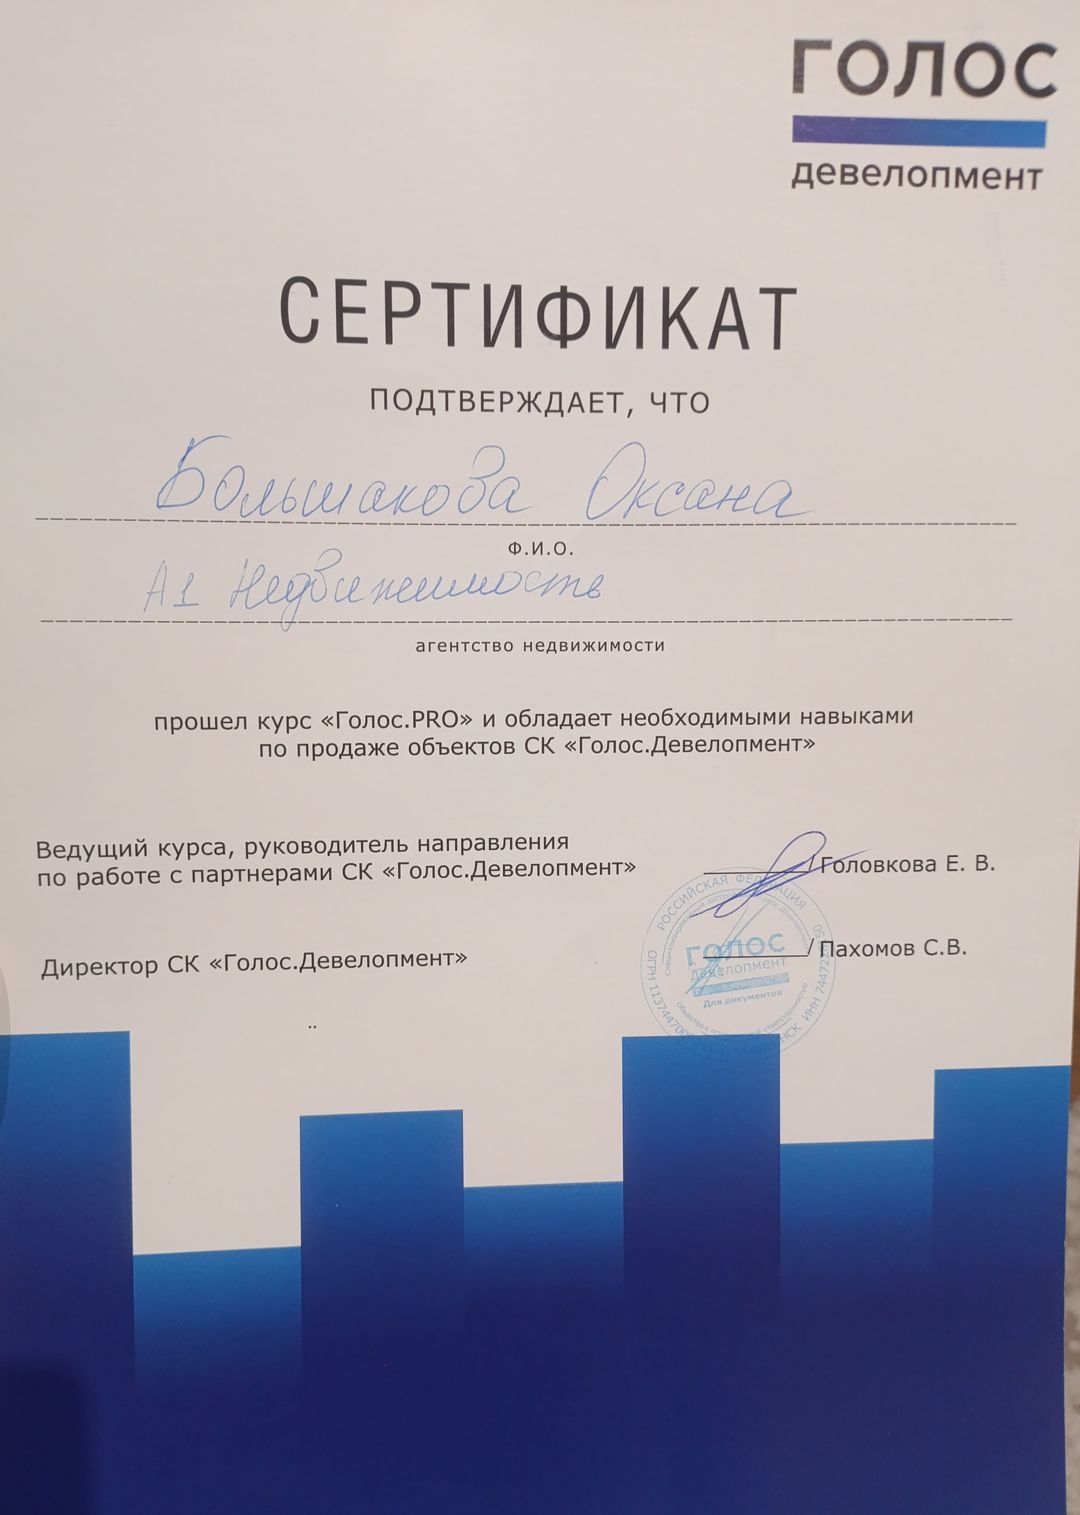 ГОЛОС
девелопмент
СЕРТИФИКАТ
ПОДТВЕРЖДАЕТ, ЧТО
Большакова Оксана
Ф.И.О.
А1 Недвижимость
агентство недвижимости
прошел курс «Голос.PRO» и обладает необходимыми навыками
по продаже объектов СК «Голос.Девелопмент»
Ведущий курса, руководитель направления
по работе с партнерами СК «Голос.Девелопмент»
/ Головкова Е. В.
Директор СК «Голос.Девелопмент»
/ Пахомов С.В.
РОССИЙСКАЯ ФЕДЕРАЦИЯ
ГОЛОС
девелопмент
Для документов